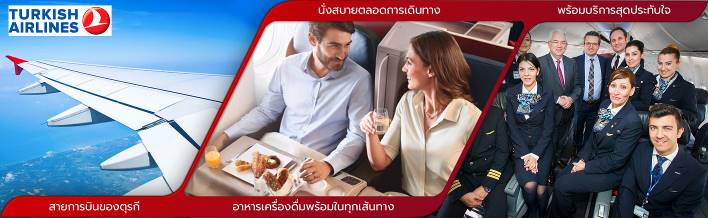 TURKISH
AIRLINES
นั่งสบายตลอดการเดินทาง
พร้อมบริการสุดประทับใจ
สายการบินของตุรกี
อาหารเครื่องดื่มพร้อมในทุกเส้นทาง